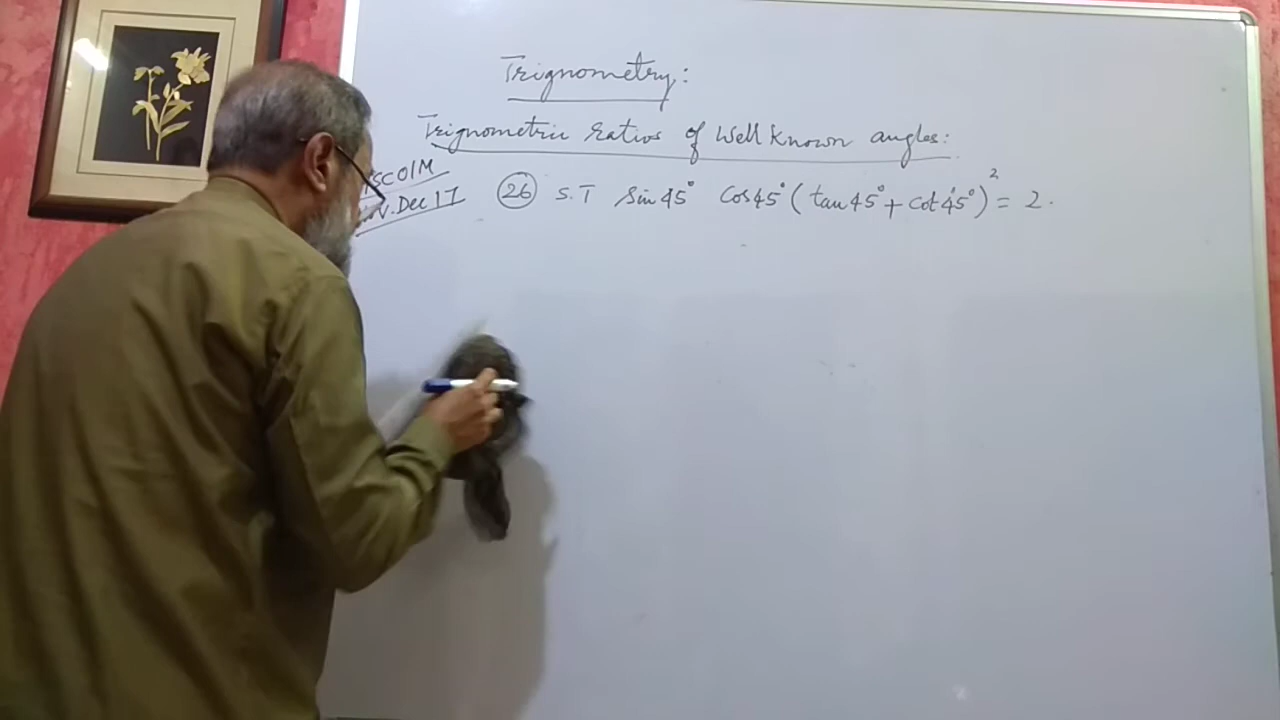 Trignometry:
Trignometric Ratios of Well Known angles:
SC01M
Dec 17
26 S.T Sin 45° Cos 45° (tan 45° + cot 45°)² = 2.